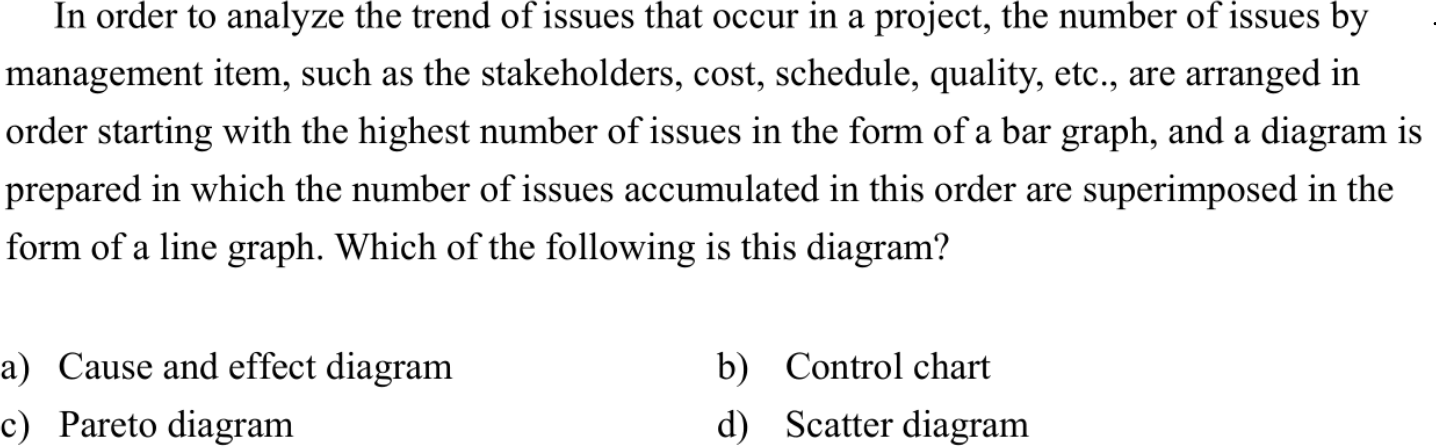 In order to analyze the trend of issues that occur in a project, the number of issues by
management item, such as the stakeholders, cost, schedule, quality, etc., are arranged in
order starting with the highest number of issues in the form of a bar graph, and a diagram is
prepared in which the number of issues accumulated in this order are superimposed in the
form of a line graph. Which of the following is this diagram?
a) Cause and effect diagram b) Control chart
c) Pareto diagram d) Scatter diagram